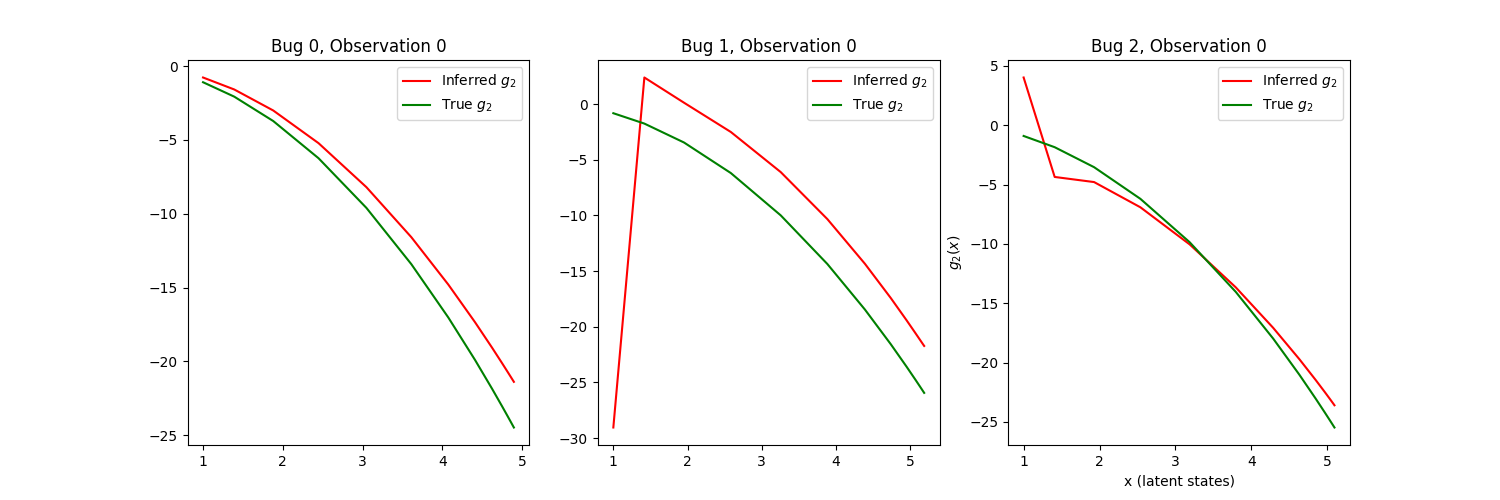 Bug 0, Observation 0
Inferred g₂
True g₂
0
−5
−10
−15
−20
−25
1 2 3 4 5
Bug 1, Observation 0
Inferred g₂
True g₂
0
−5
−10
−15
−20
−25
−30
1 2 3 4 5
Bug 2, Observation 0
Inferred g₂
True g₂
5
0
−5
−10
−15
−20
−25
g₂(x)
1 2 3 4 5
x (latent states)